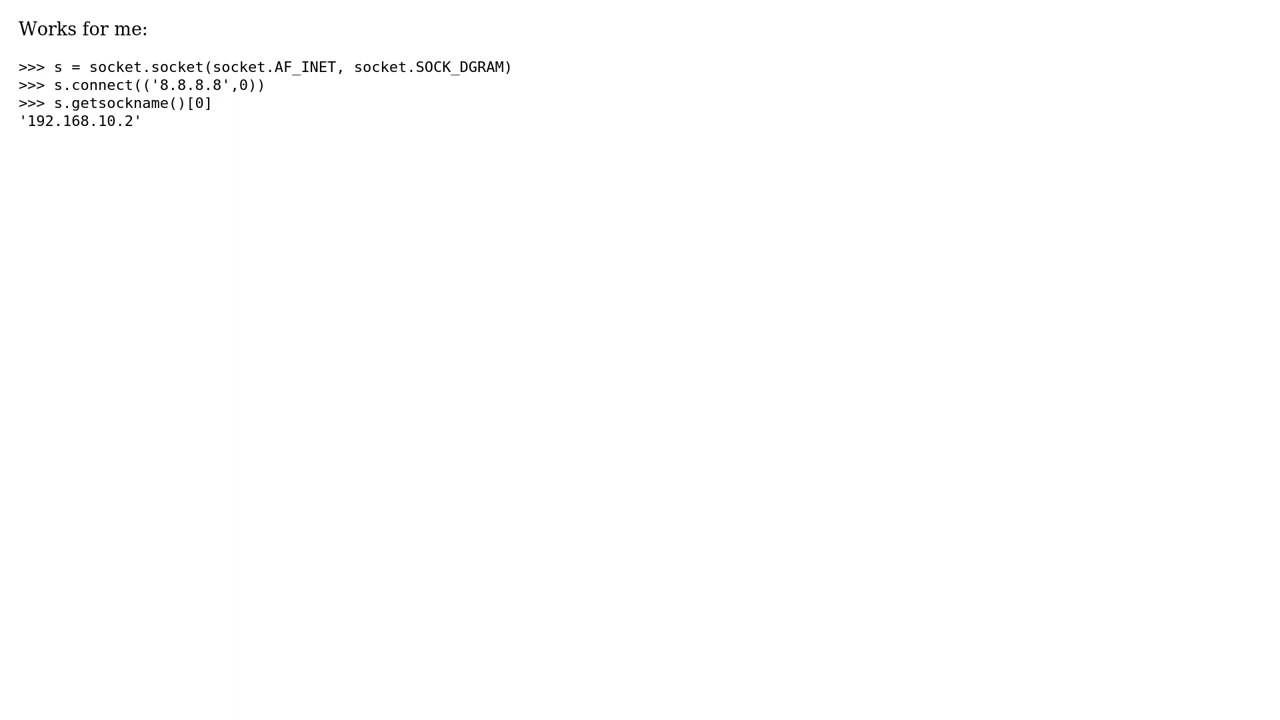 Works for me:
>>> s = socket.socket(socket.AF_INET, socket.SOCK_DGRAM)
>>> s.connect(('8.8.8.8',0))
>>> s.getsockname()[0]
'192.168.10.2'